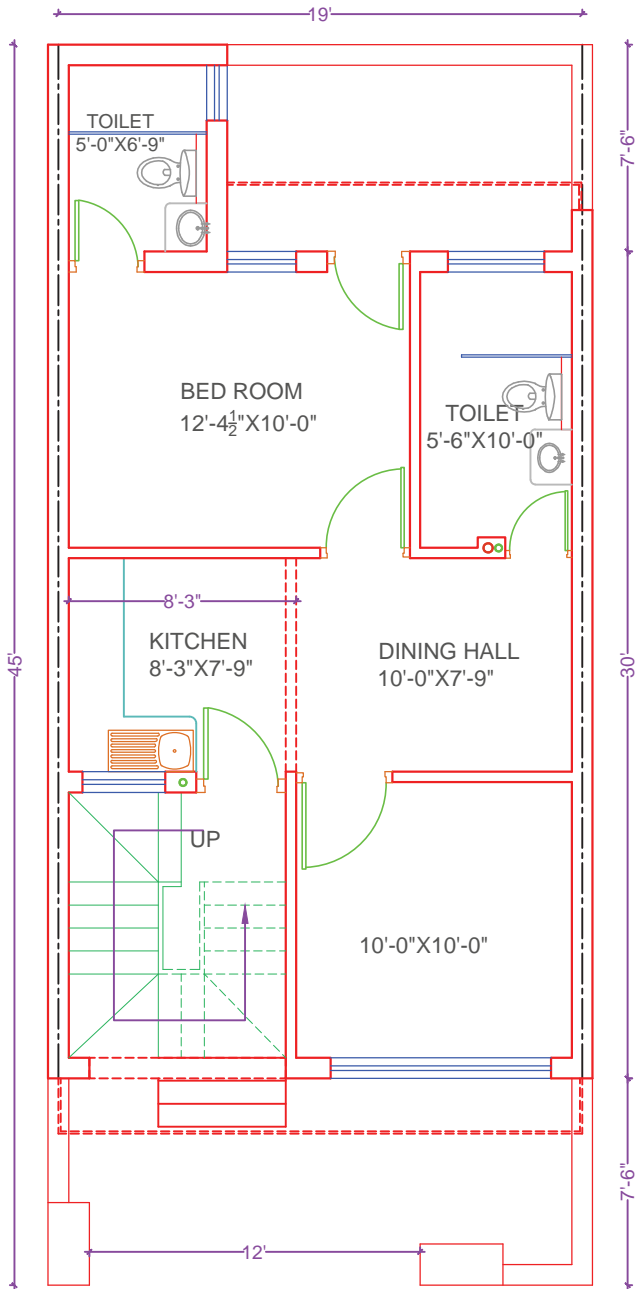 19'
TOILET
5'-0"X6'-9"
7'-6"
BED ROOM
12'-4½"X10'-0"
TOILET
5'-6"X10'-0"
8'-3"
KITCHEN
8'-3"X7'-9"
DINING HALL
10'-0"X7'-9"
45'
30'
UP
10'-0"X10'-0"
7'-6"
12'